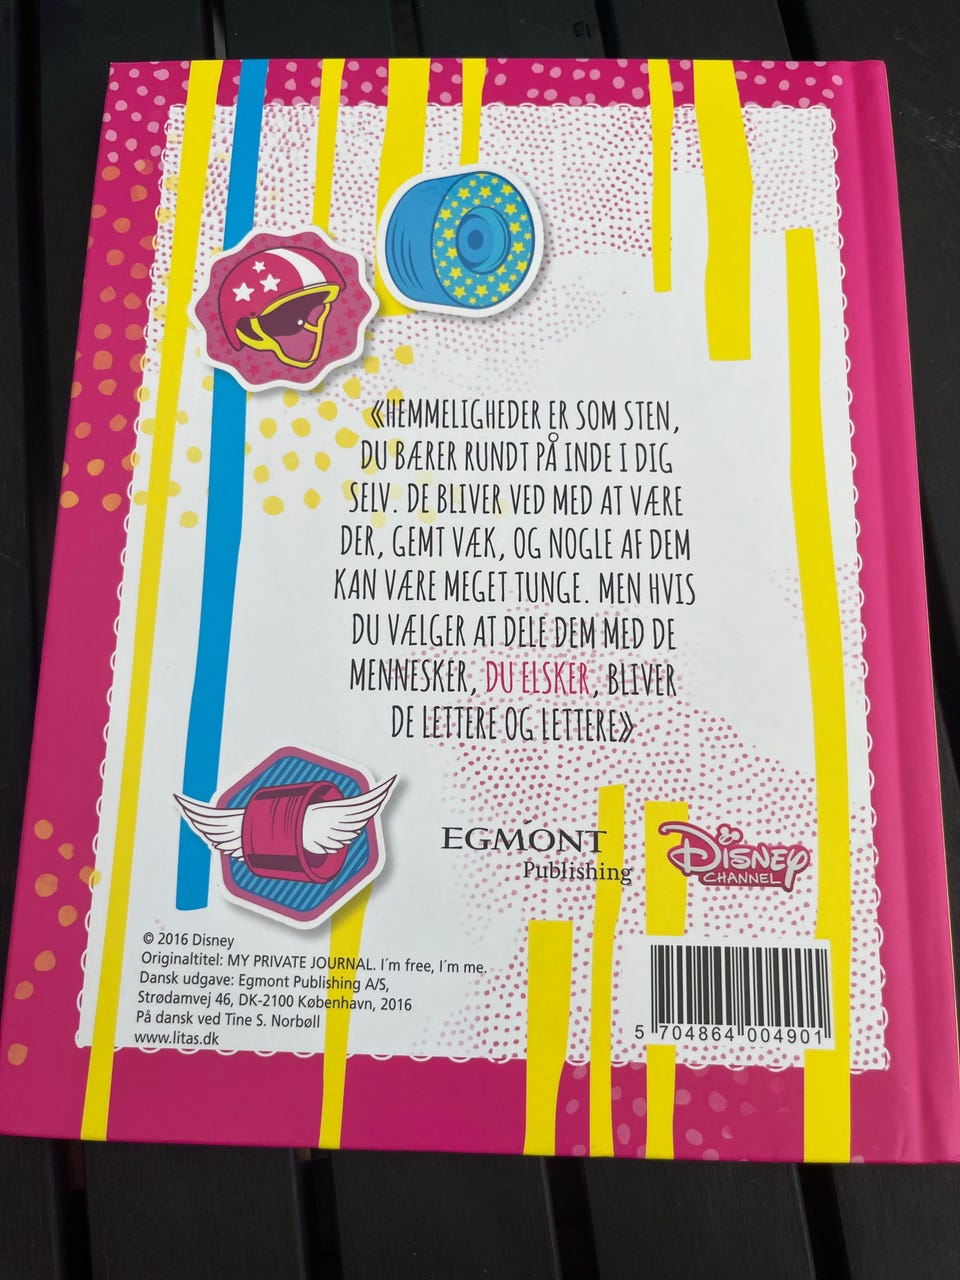 «HEMMELIGHEDER ER SOM STEN,
DU BÆRER RUNDT PÅ INDE I DIG
SELV. DE BLIVER VED MED AT VÆRE
DER, GEMT VÆK, OG NOGLE AF DEM
KAN VÆRE MEGET TUNGE. MEN HVIS
DU VÆLGER AT DELE DEM MED DE
MENNESKER, DU ELSKER, BLIVER
DE LETTERE OG LETTERE»
EGMONT
Publishing
DISNEY
CHANNEL
© 2016 Disney
Originaltitel: MY PRIVATE JOURNAL. I´m free, I´m me.
Dansk udgave: Egmont Publishing A/S,
Strødamvej 46, DK-2100 København, 2016
På dansk ved Tine S. Norbøll
www.litas.dk
5 704864 004901